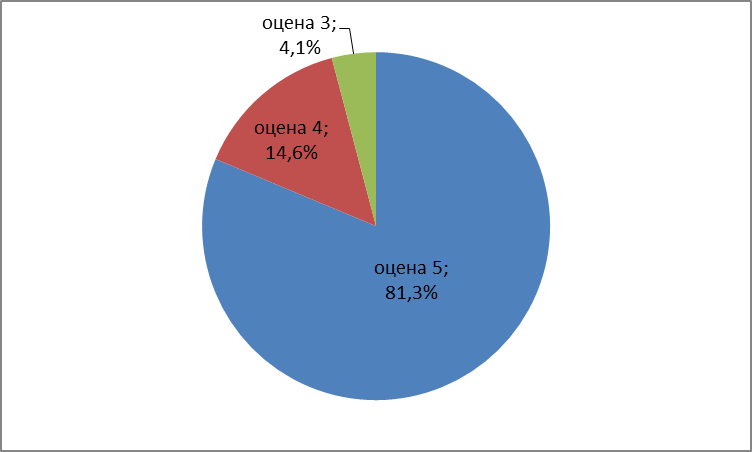 оцена 3;
4,1%
оцена 4;
14,6%
оцена 5;
81,3%